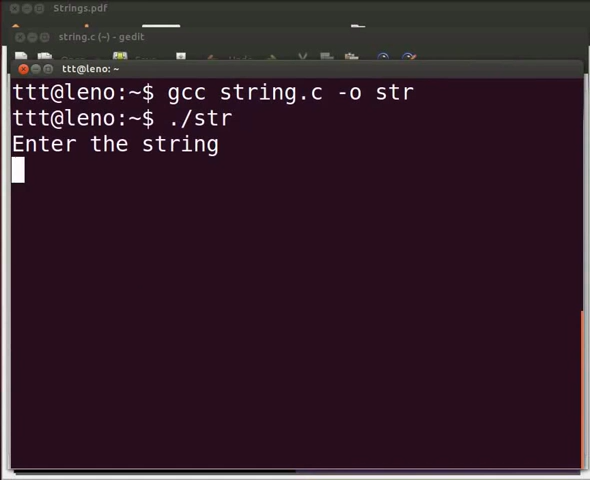 Strings.pdf
string.c (~) - gedit
ttt@leno: ~
ttt@leno:~$ gcc string.c -o str
ttt@leno:~$ ./str
Enter the string